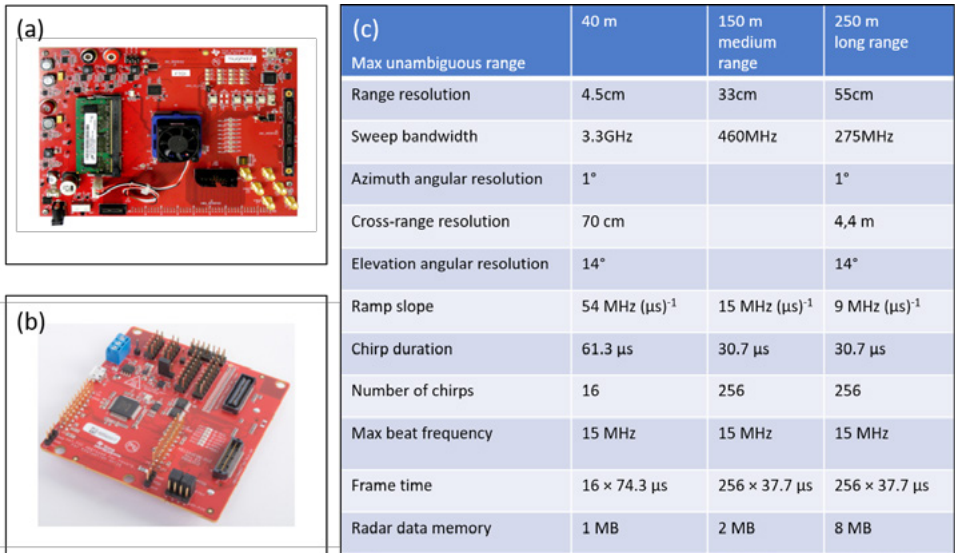 (a)
(b)
(c)
Max unambiguous range
40 m
150 m
medium
range
250 m
long range
Range resolution 4.5cm 33cm 55cm
Sweep bandwidth 3.3GHz 460MHz 275MHz
Azimuth angular resolution 1° 1°
Cross-range resolution 70 cm 4,4 m
Elevation angular resolution 14° 14°
Ramp slope 54 MHz (µs)⁻¹ 15 MHz (µs)⁻¹ 9 MHz (µs)⁻¹
Chirp duration 61.3 µs 30.7 µs 30.7 µs
Number of chirps 16 256 256
Max beat frequency 15 MHz 15 MHz 15 MHz
Frame time 16 × 74.3 µs 256 × 37.7 µs 256 × 37.7 µs
Radar data memory 1 MB 2 MB 8 MB